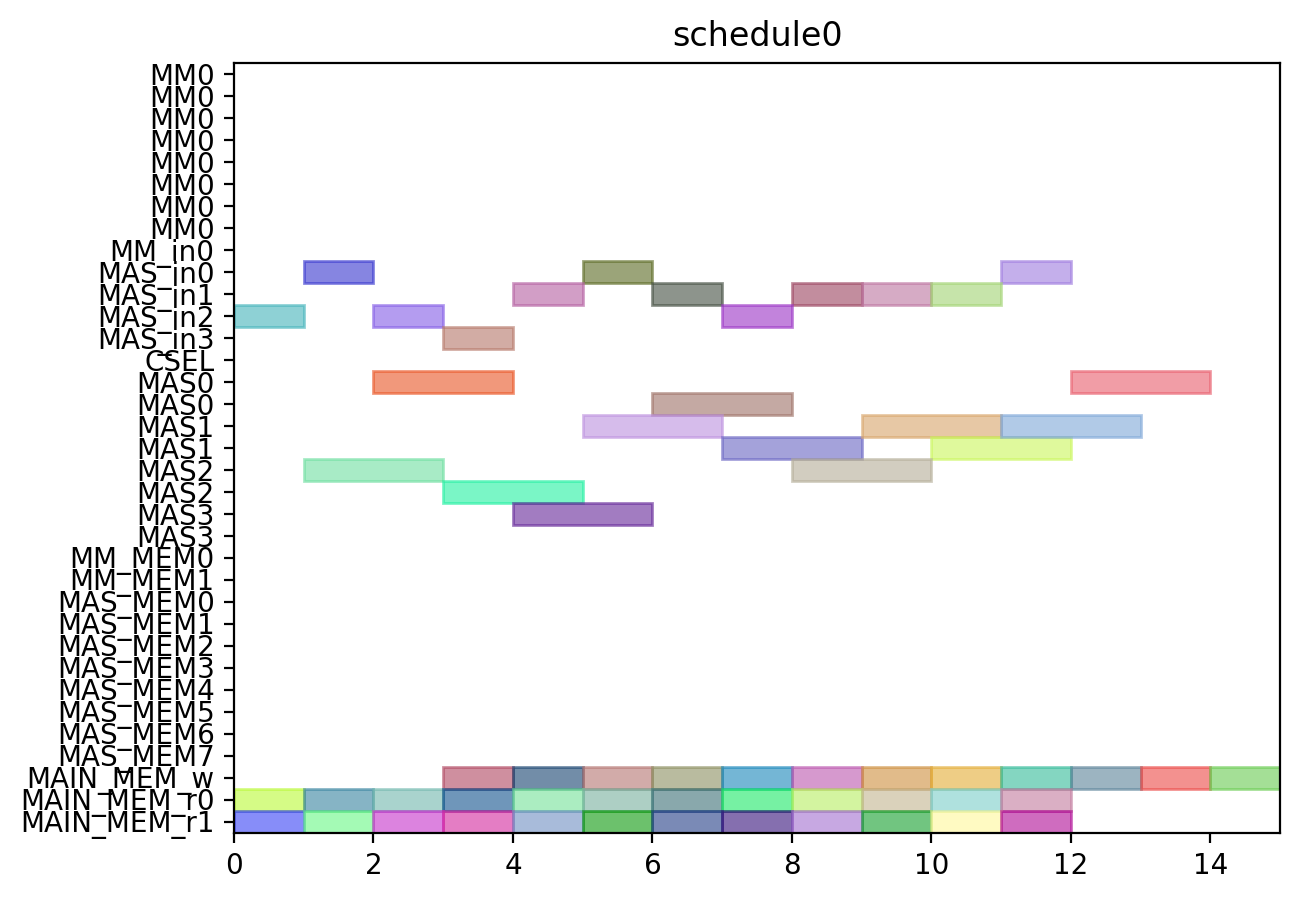 schedule0
MM0
MM0
MM0
MM0
MM0
MM0
MM0
MM0
MM_in0
MAS_in0
MAS_in1
MAS_in2
MAS_in3
CSEL
MAS0
MAS0
MAS1
MAS1
MAS2
MAS2
MAS3
MAS3
MM_MEM0
MM_MEM1
MAS_MEM0
MAS_MEM1
MAS_MEM2
MAS_MEM3
MAS_MEM4
MAS_MEM5
MAS_MEM6
MAS_MEM7
MAIN_MEM_w
MAIN_MEM_r0
MAIN_MEM_r1
0 2 4 6 8 10 12 14